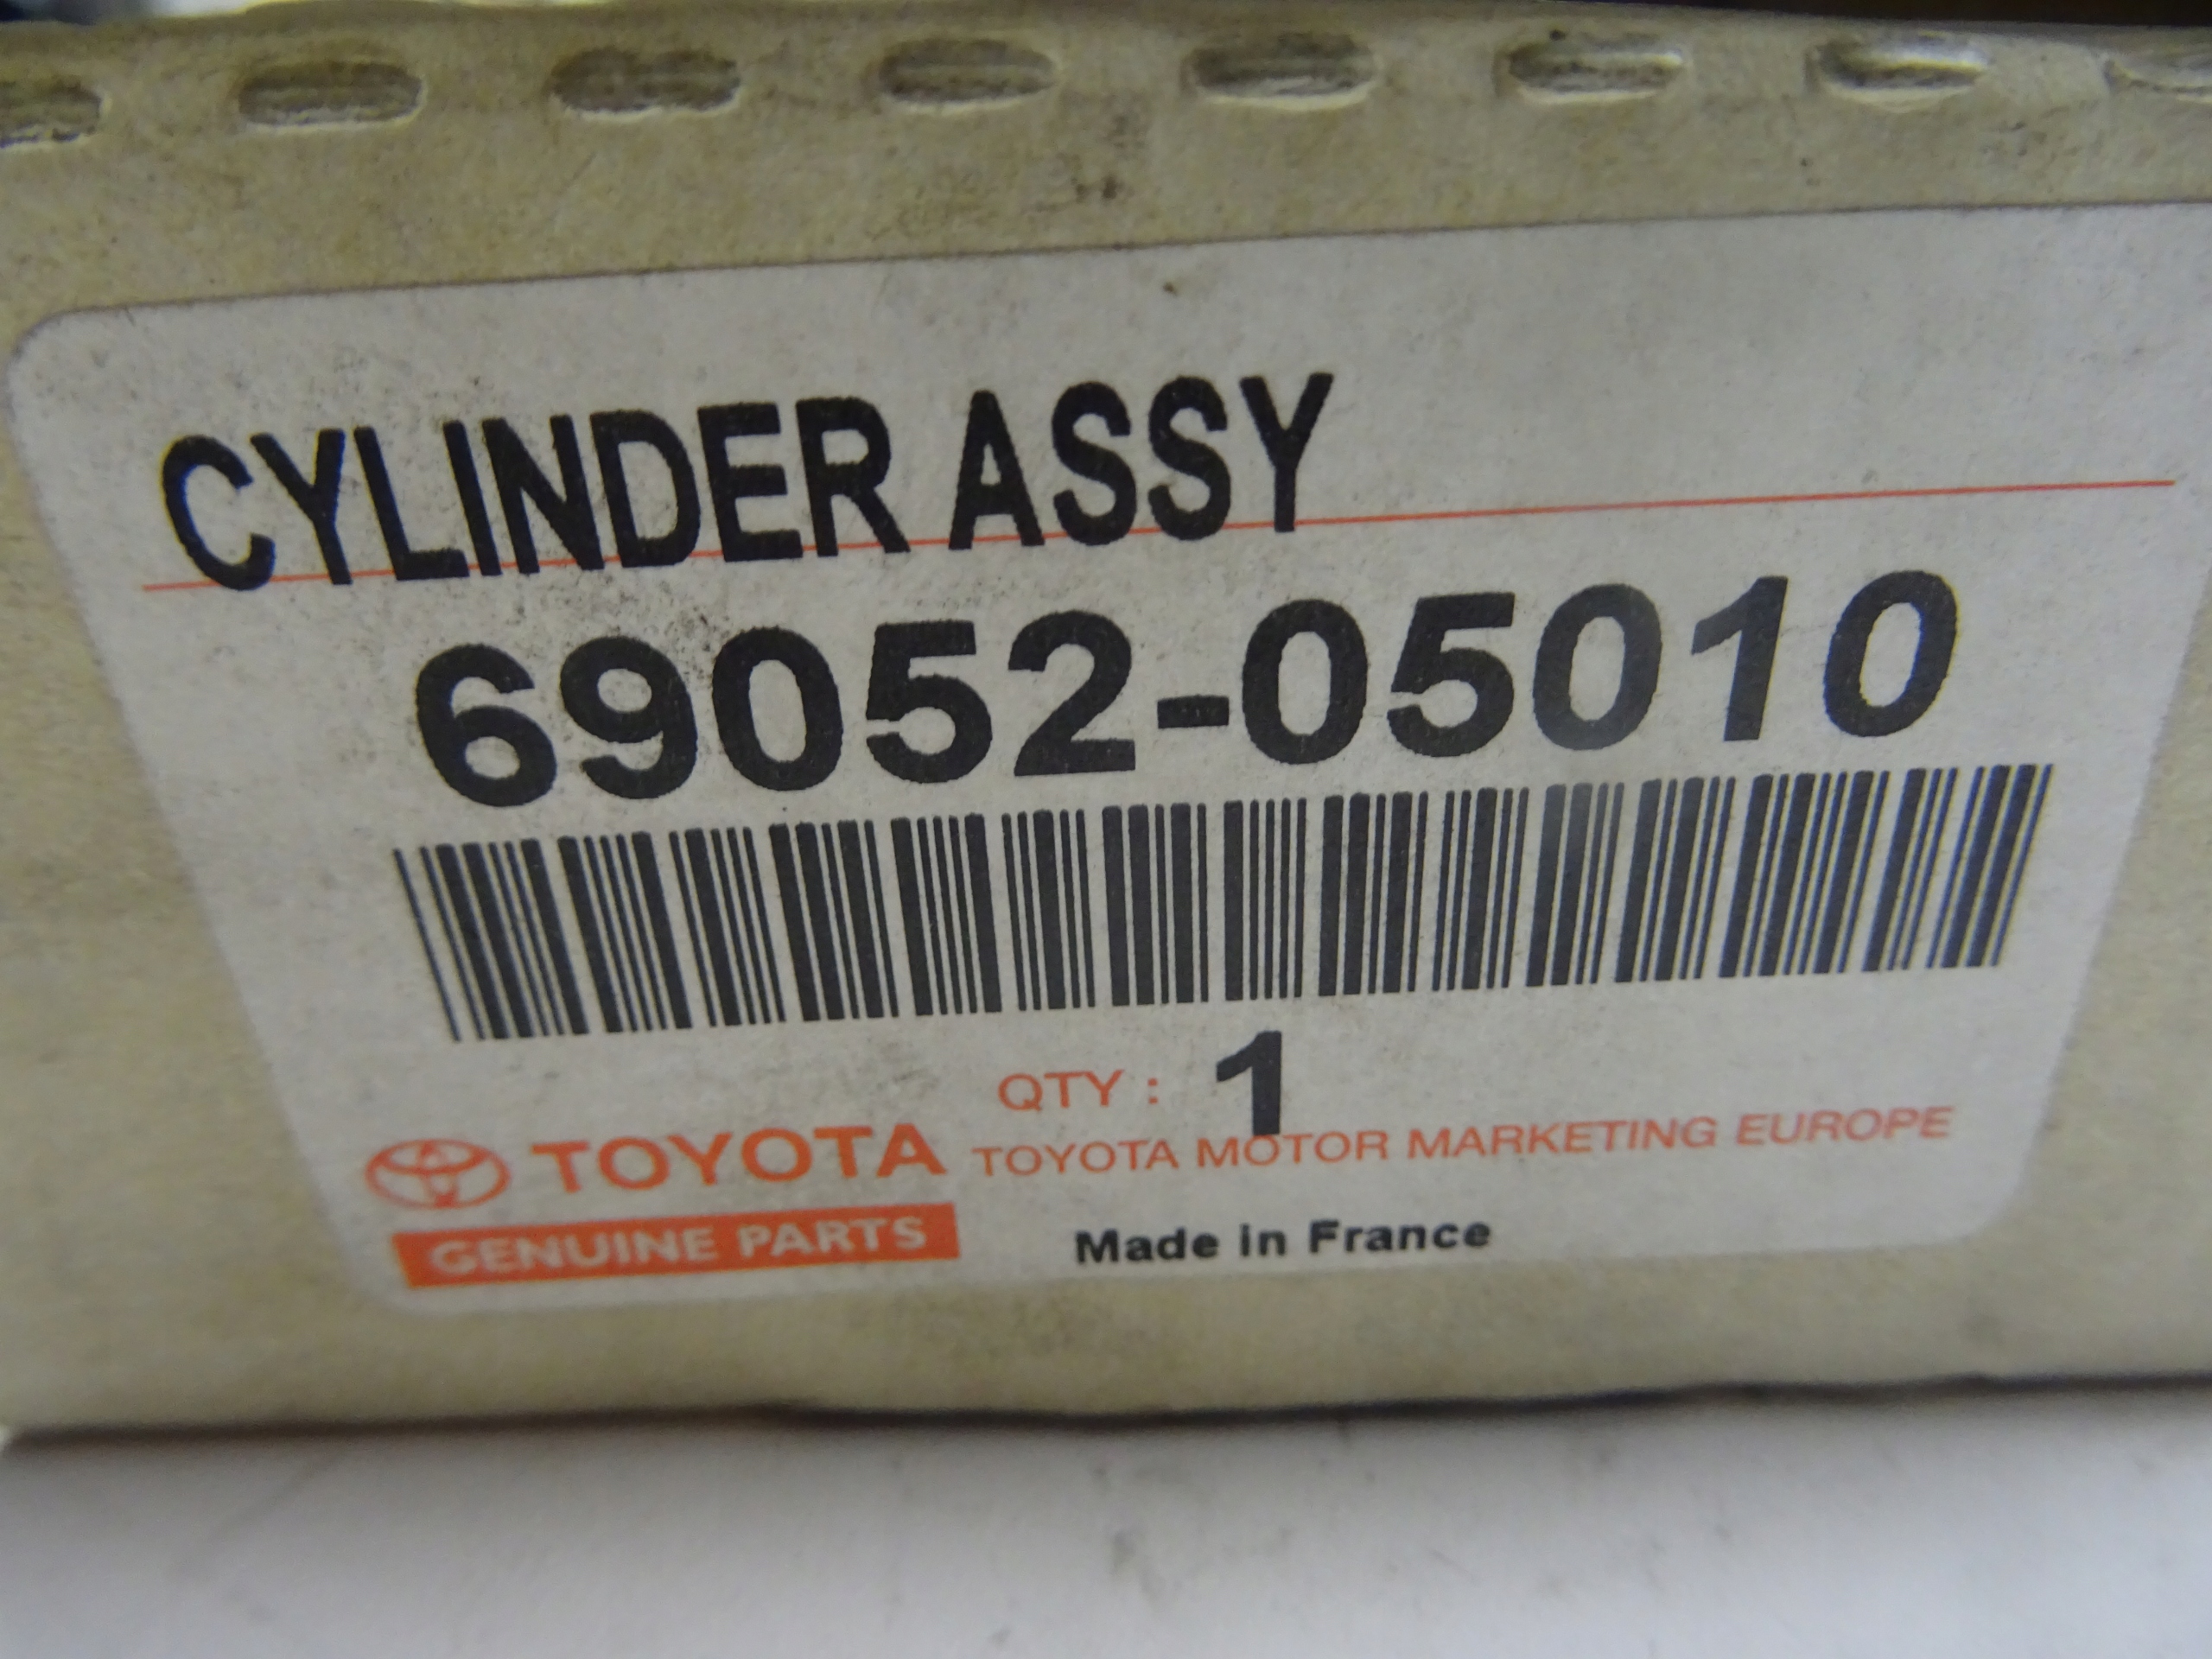 CYLINDER ASSY
69052-05010
QTY : 1
TOYOTA TOYOTA MOTOR MARKETING EUROPE
GENUINE PARTS Made in France